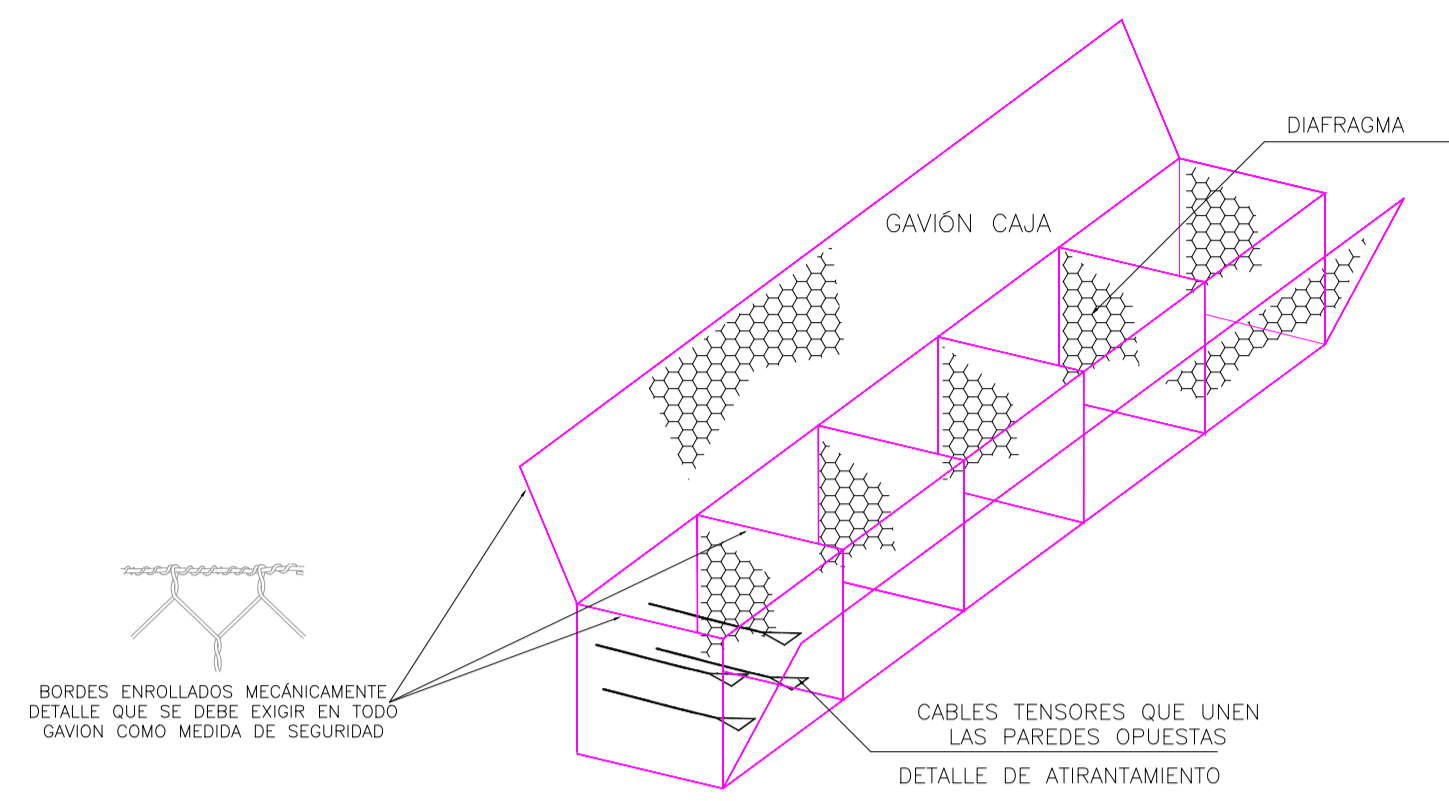 DIAFRAGMA
GAVIÓN CAJA
BORDES ENROLLADOS MECÁNICAMENTE
DETALLE QUE SE DEBE EXIGIR EN TODO
GAVION COMO MEDIDA DE SEGURIDAD
CABLES TENSORES QUE UNEN
LAS PAREDES OPUESTAS
DETALLE DE ATIRANTAMIENTO